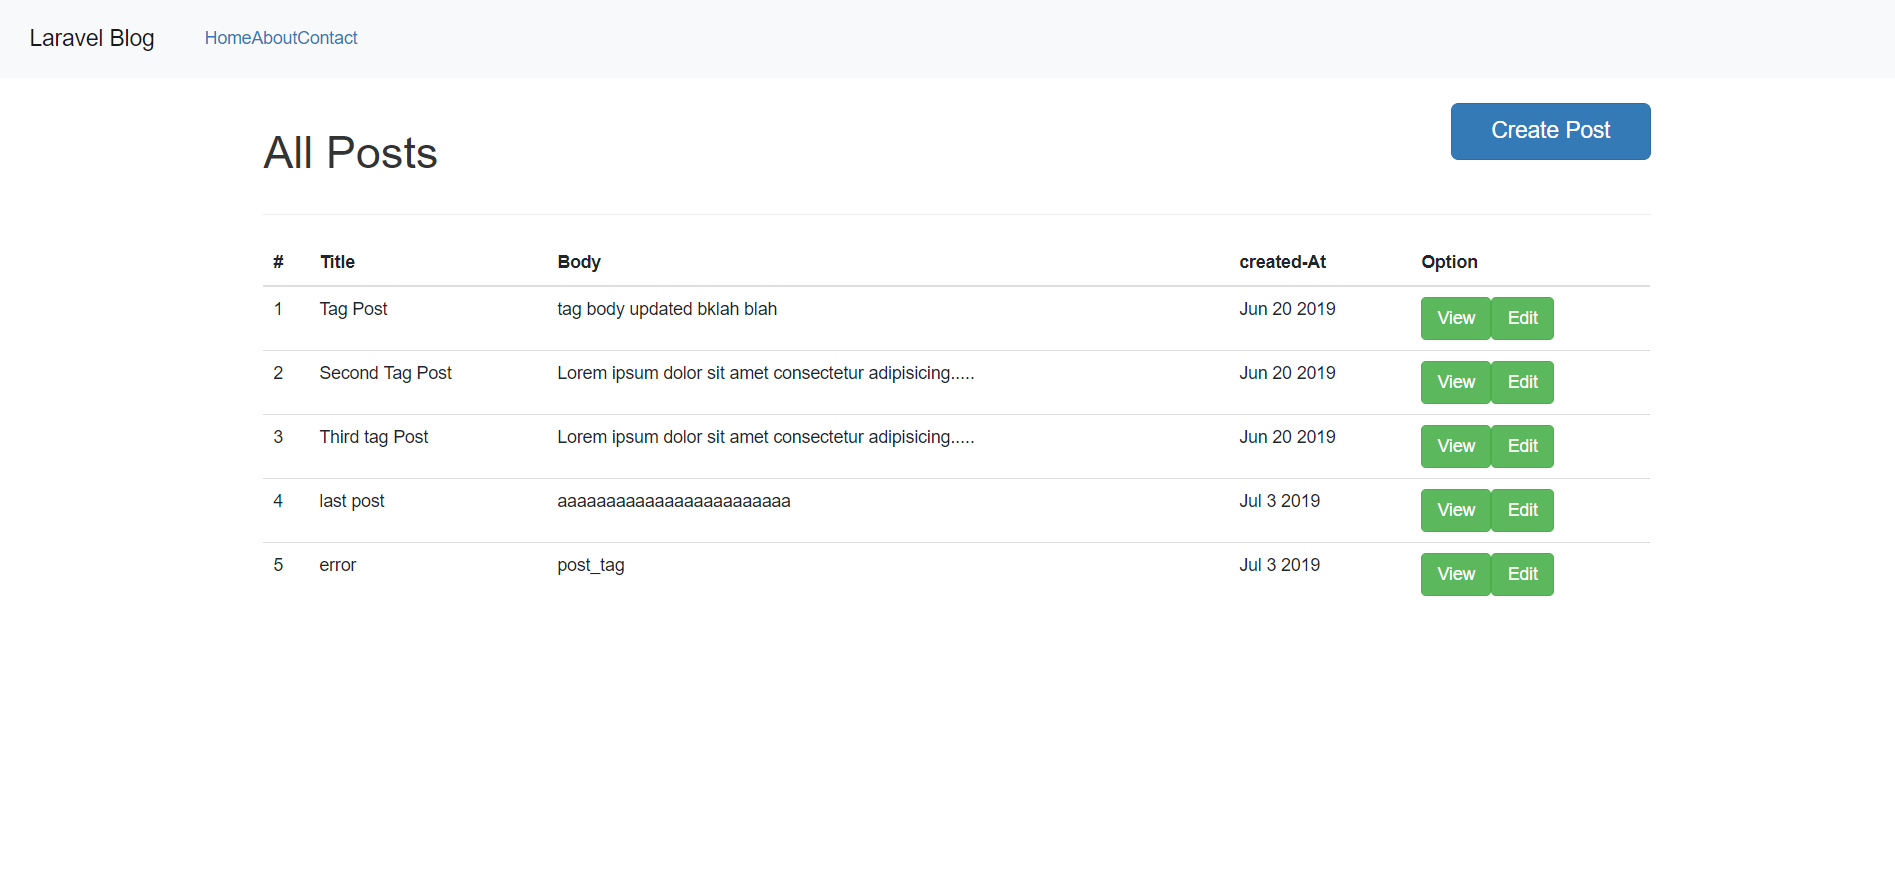 Laravel Blog HomeAboutContact
Create Post
All Posts
# Title Body created-At Option
1 Tag Post tag body updated bklah blah Jun 20 2019 View Edit
2 Second Tag Post Lorem ipsum dolor sit amet consectetur adipisicing..... Jun 20 2019 View Edit
3 Third tag Post Lorem ipsum dolor sit amet consectetur adipisicing..... Jun 20 2019 View Edit
4 last post aaaaaaaaaaaaaaaaaaaaaaaa Jul 3 2019 View Edit
5 error post_tag Jul 3 2019 View Edit